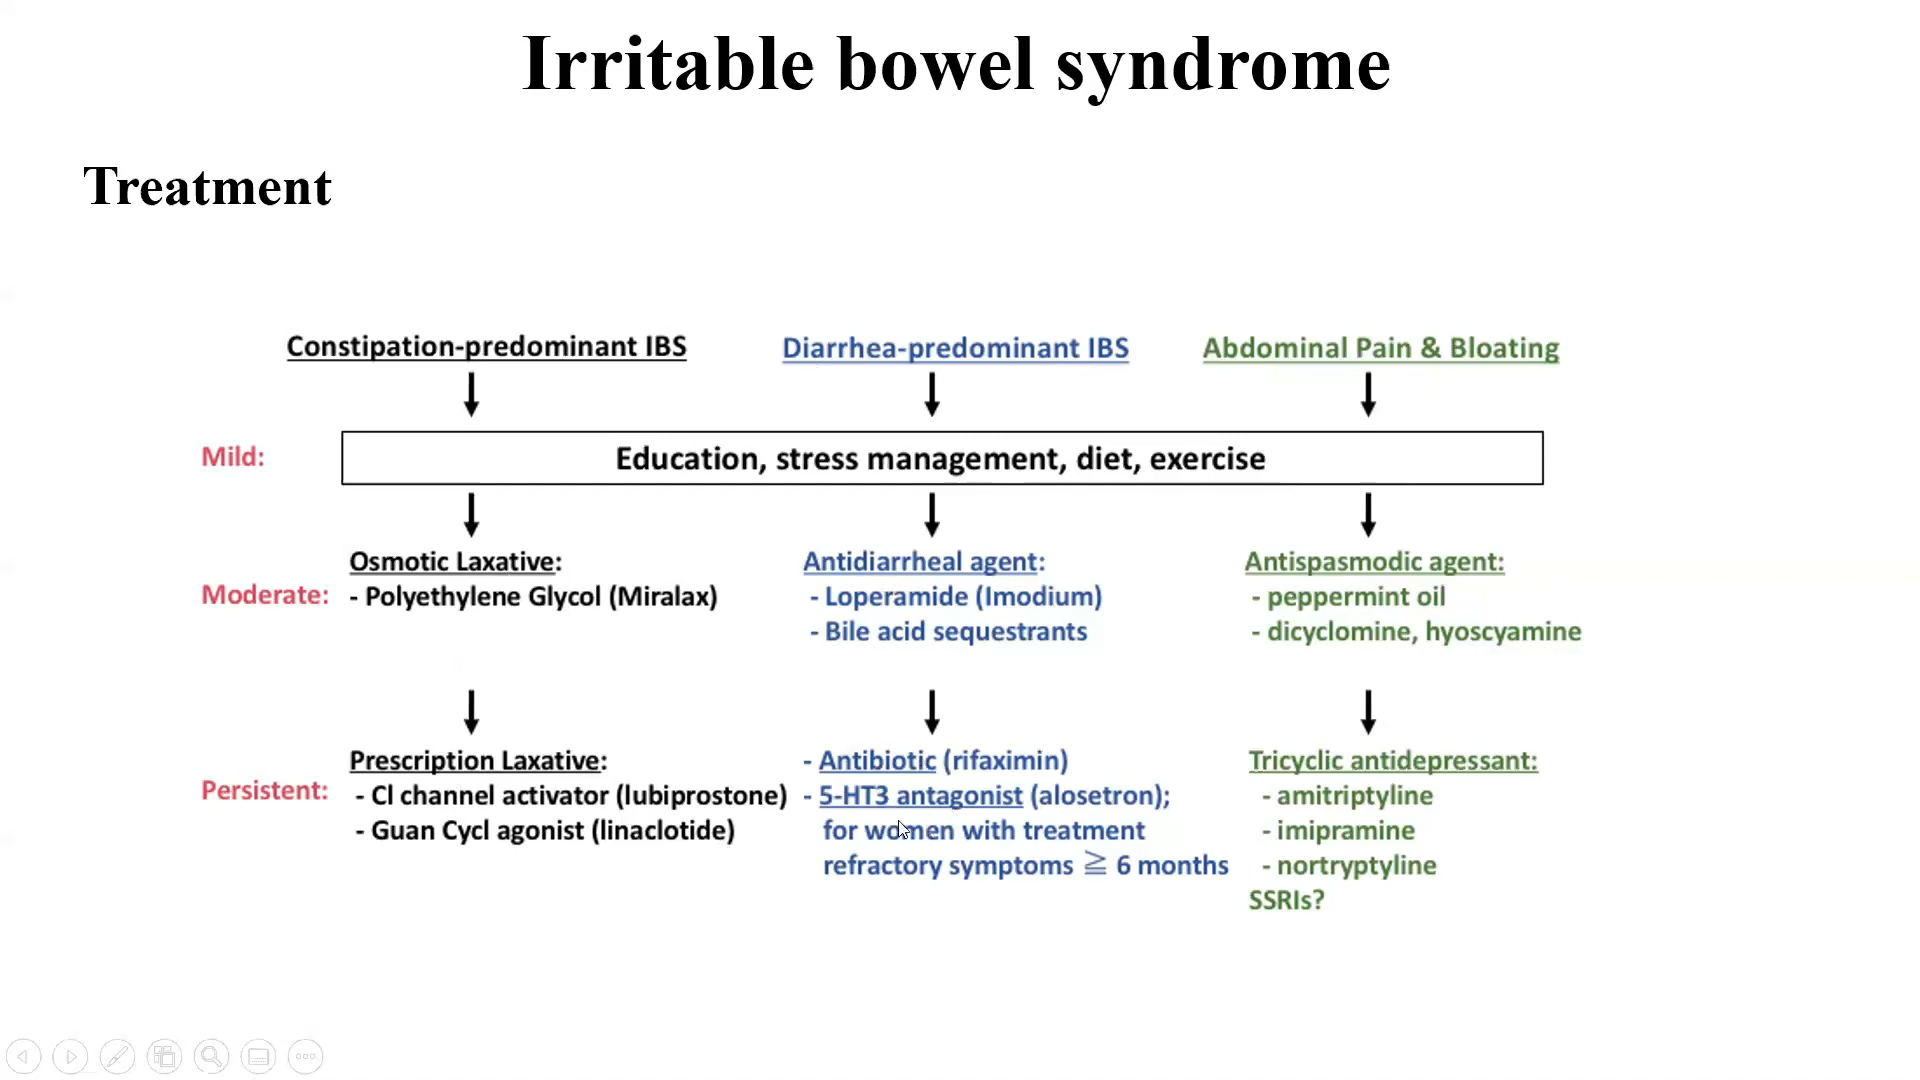 Irritable bowel syndrome
Treatment
Constipation-predominant IBS
Diarrhea-predominant IBS
Abdominal Pain & Bloating
Mild:
Education, stress management, diet, exercise
Moderate:
Osmotic Laxative:
- Polyethylene Glycol (Miralax)
Antidiarrheal agent:
- Loperamide (Imodium)
- Bile acid sequestrants
Antispasmodic agent:
- peppermint oil
- dicyclomine, hyoscyamine
Persistent:
Prescription Laxative:
- Cl channel activator (lubiprostone)
- Guan Cycl agonist (linaclotide)
- Antibiotic (rifaximin)
- 5-HT3 antagonist (alosetron);
for women with treatment
refractory symptoms ≧ 6 months
Tricyclic antidepressant:
- amitriptyline
- imipramine
- nortryptyline
SSRIs?